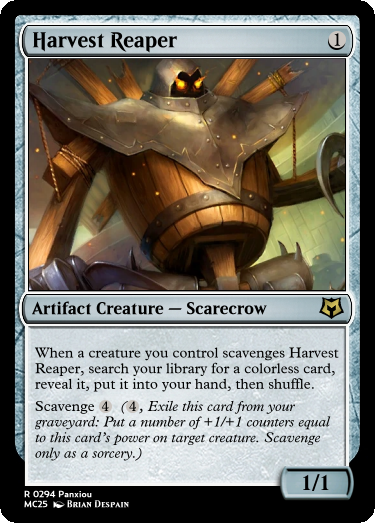 Harvest Reaper
1
Artifact Creature — Scarecrow
When a creature you control scavenges Harvest
Reaper, search your library for a colorless card,
reveal it, put it into your hand, then shuffle.
Scavenge 4 (4, Exile this card from your
graveyard: Put a number of +1/+1 counters equal
to this card's power on target creature. Scavenge
only as a sorcery.)
1/1
R 0294 Panxiou
MC25 Brian Despain